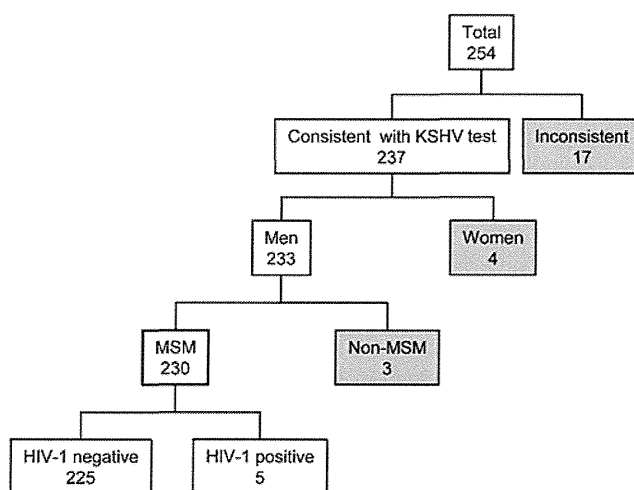 Total
254
Consistent with KSHV test
237
Inconsistent
17
Men
233
Women
4
MSM
230
Non-MSM
3
HIV-1 negative
225
HIV-1 positive
5